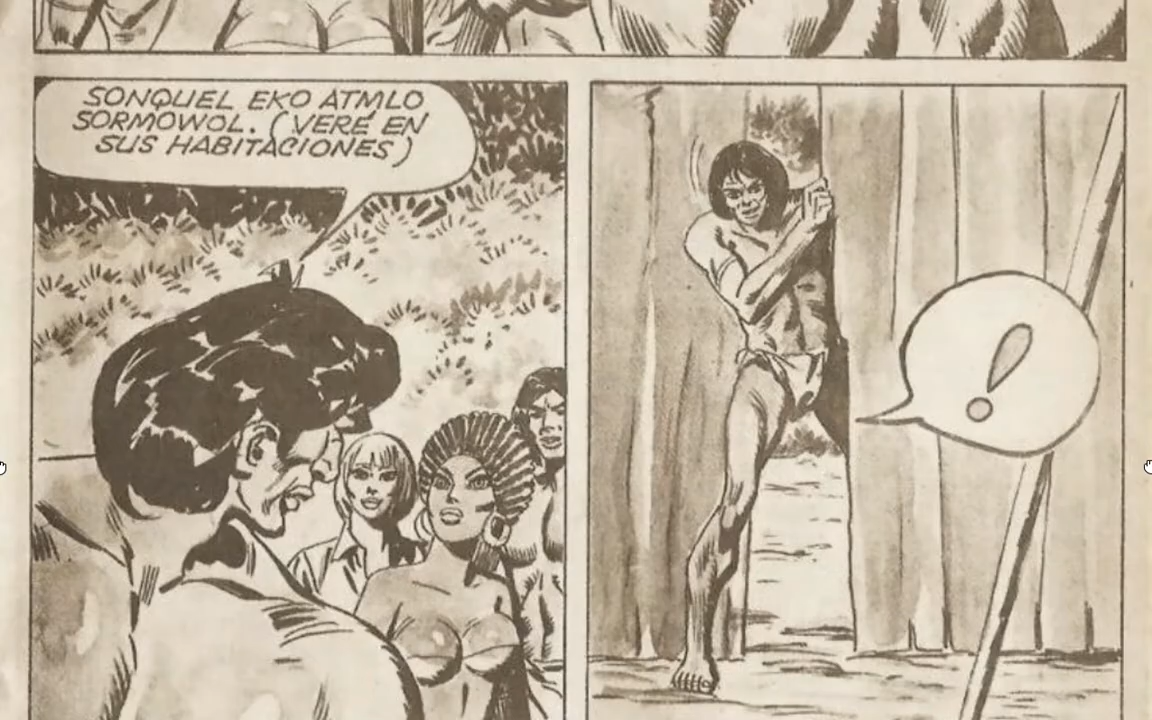 SONQUEL EKO ATMLO
SORMOWOL. (VERÉ EN
SUS HABITACIONES)
!